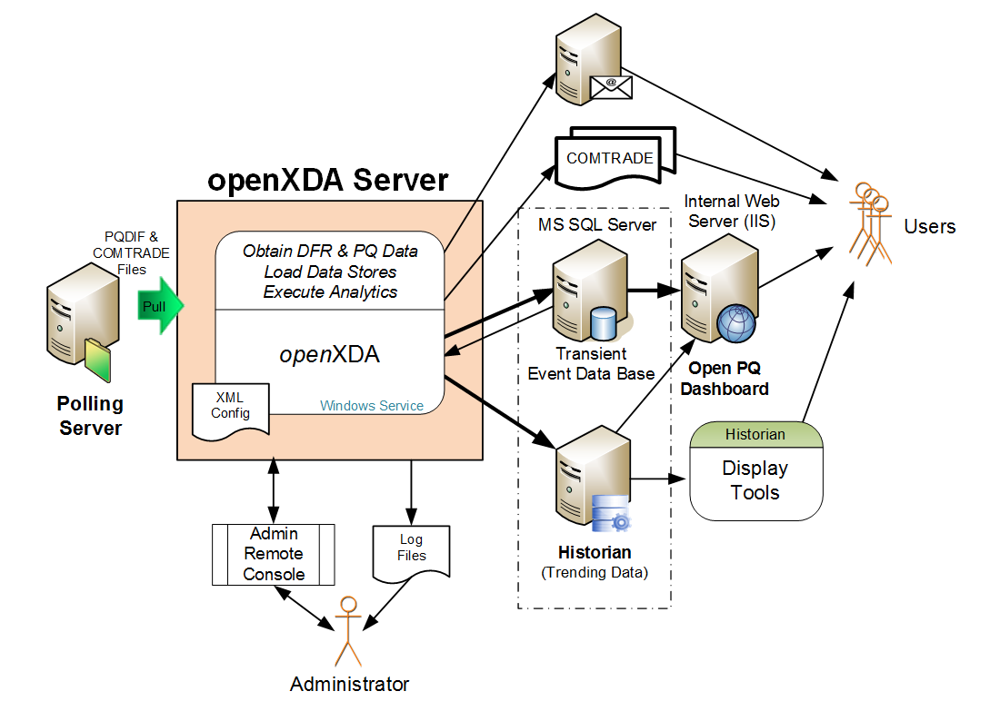 openXDA Server
PQDIF &
COMTRADE
Files
Pull
Polling
Server
Obtain DFR & PQ Data
Load Data Stores
Execute Analytics
openXDA
Windows Service
XML
Config
Admin
Remote
Console
Log
Files
Administrator
@
COMTRADE
MS SQL Server
Transient
Event Data Base
Historian
(Trending Data)
Internal Web
Server (IIS)
Open PQ
Dashboard
Historian
Display
Tools
Users